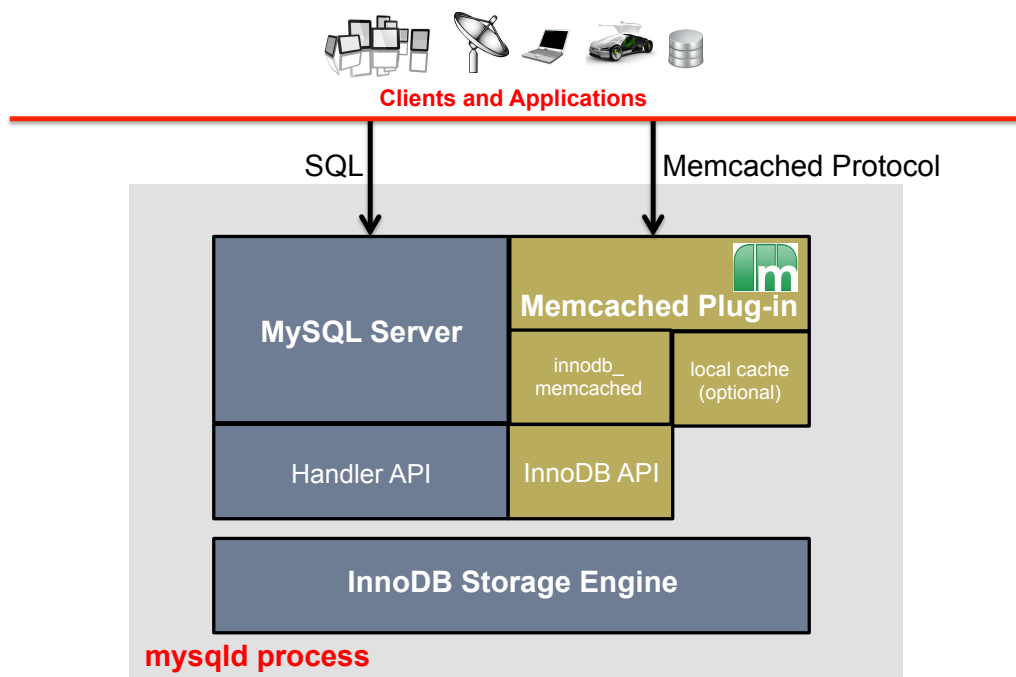 Clients and Applications
SQL
Memcached Protocol
m
Memcached Plug-in
MySQL Server
innodb_
memcached
local cache
(optional)
Handler API
InnoDB API
InnoDB Storage Engine
mysqld process